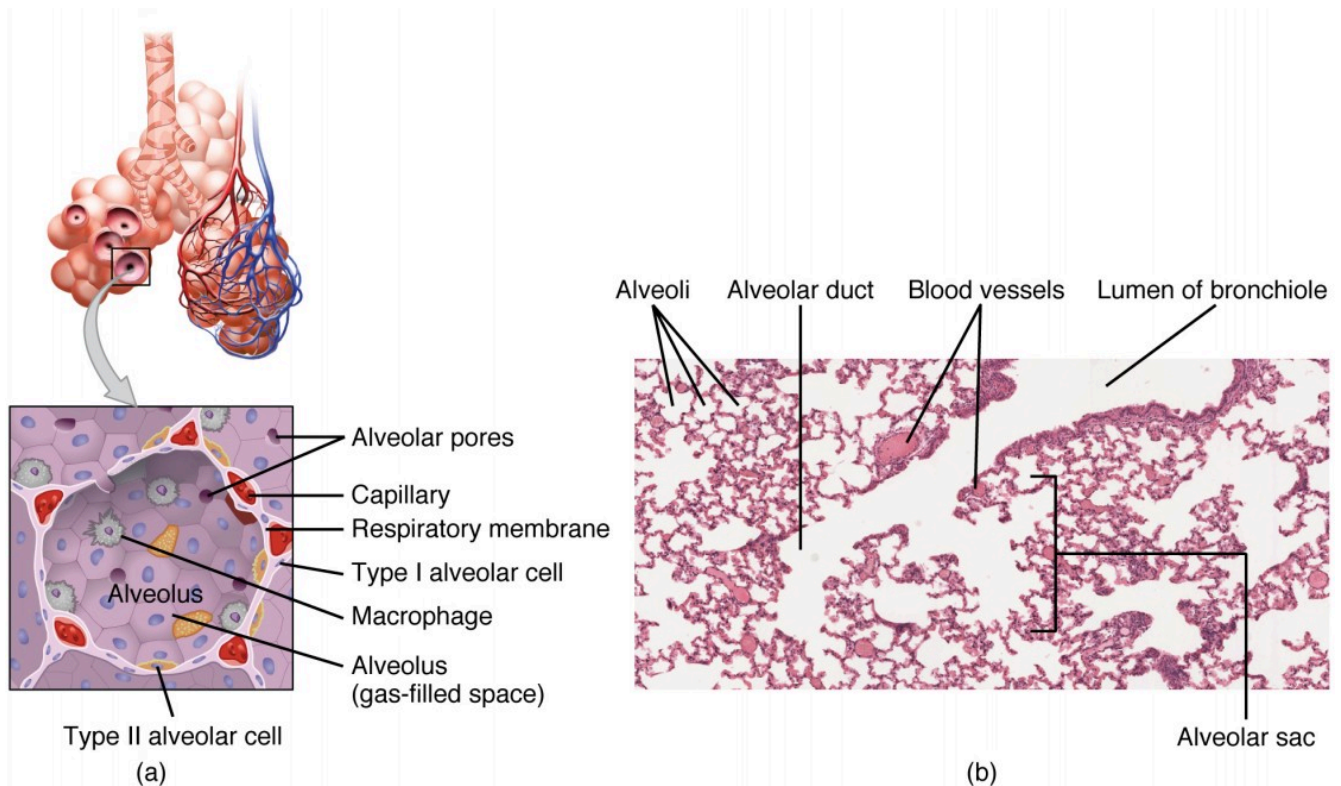 Alveolar pores
Capillary
Respiratory membrane
Type I alveolar cell
Macrophage
Alveolus
(gas-filled space)
Alveolus
Type II alveolar cell
(a)
Alveoli
Alveolar duct
Blood vessels
Lumen of bronchiole
Alveolar sac
(b)